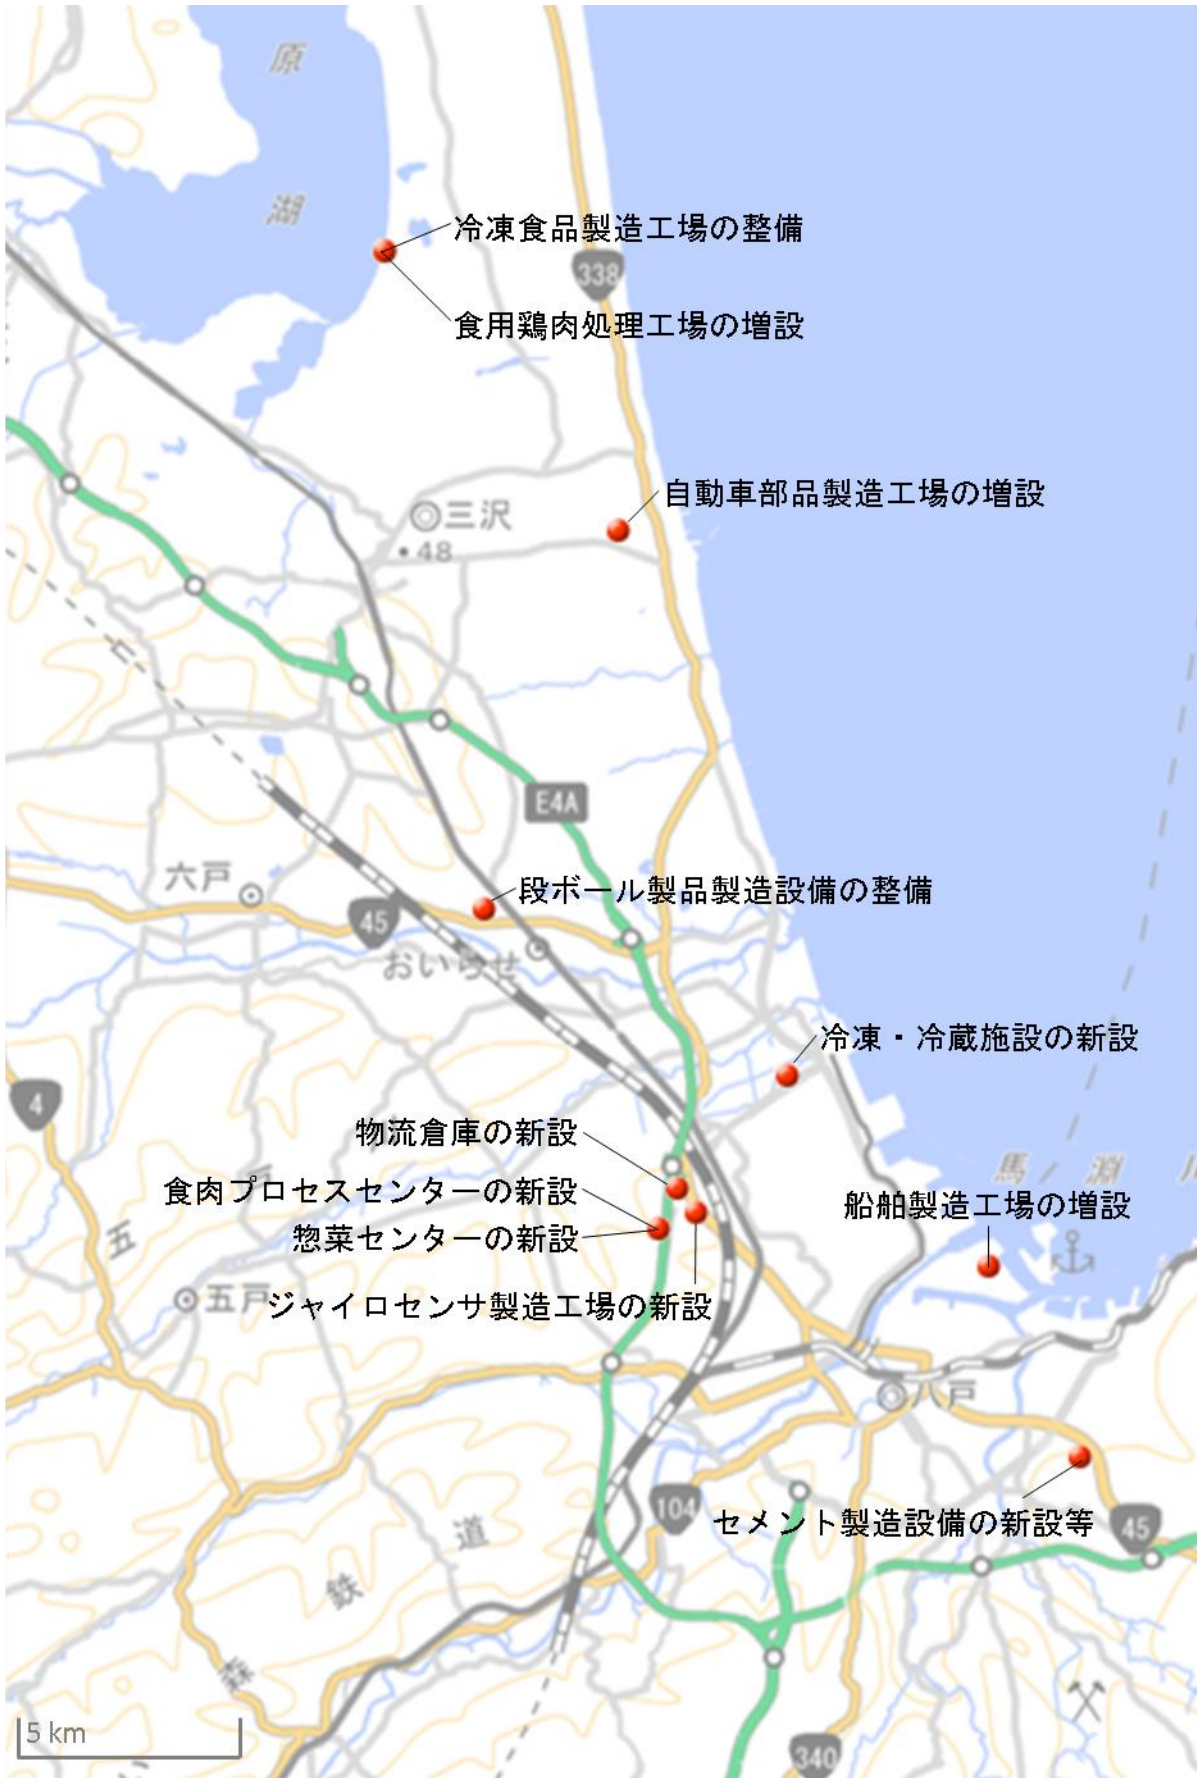 原
湖
冷凍食品製造工場の整備
338
食用鶏肉処理工場の増設
自動車部品製造工場の増設
三沢
48
E4A
六戸
段ボール製品製造設備の整備
45
おいらせ
冷凍・冷蔵施設の新設
4
物流倉庫の新設
馬淵川
食肉プロセスセンターの新設
船舶製造工場の増設
惣菜センターの新設
五
五戸
ジャイロセンサ製造工場の新設
八戸
104
セメント製造設備の新設等
45
道
鉄
森
5 km
340